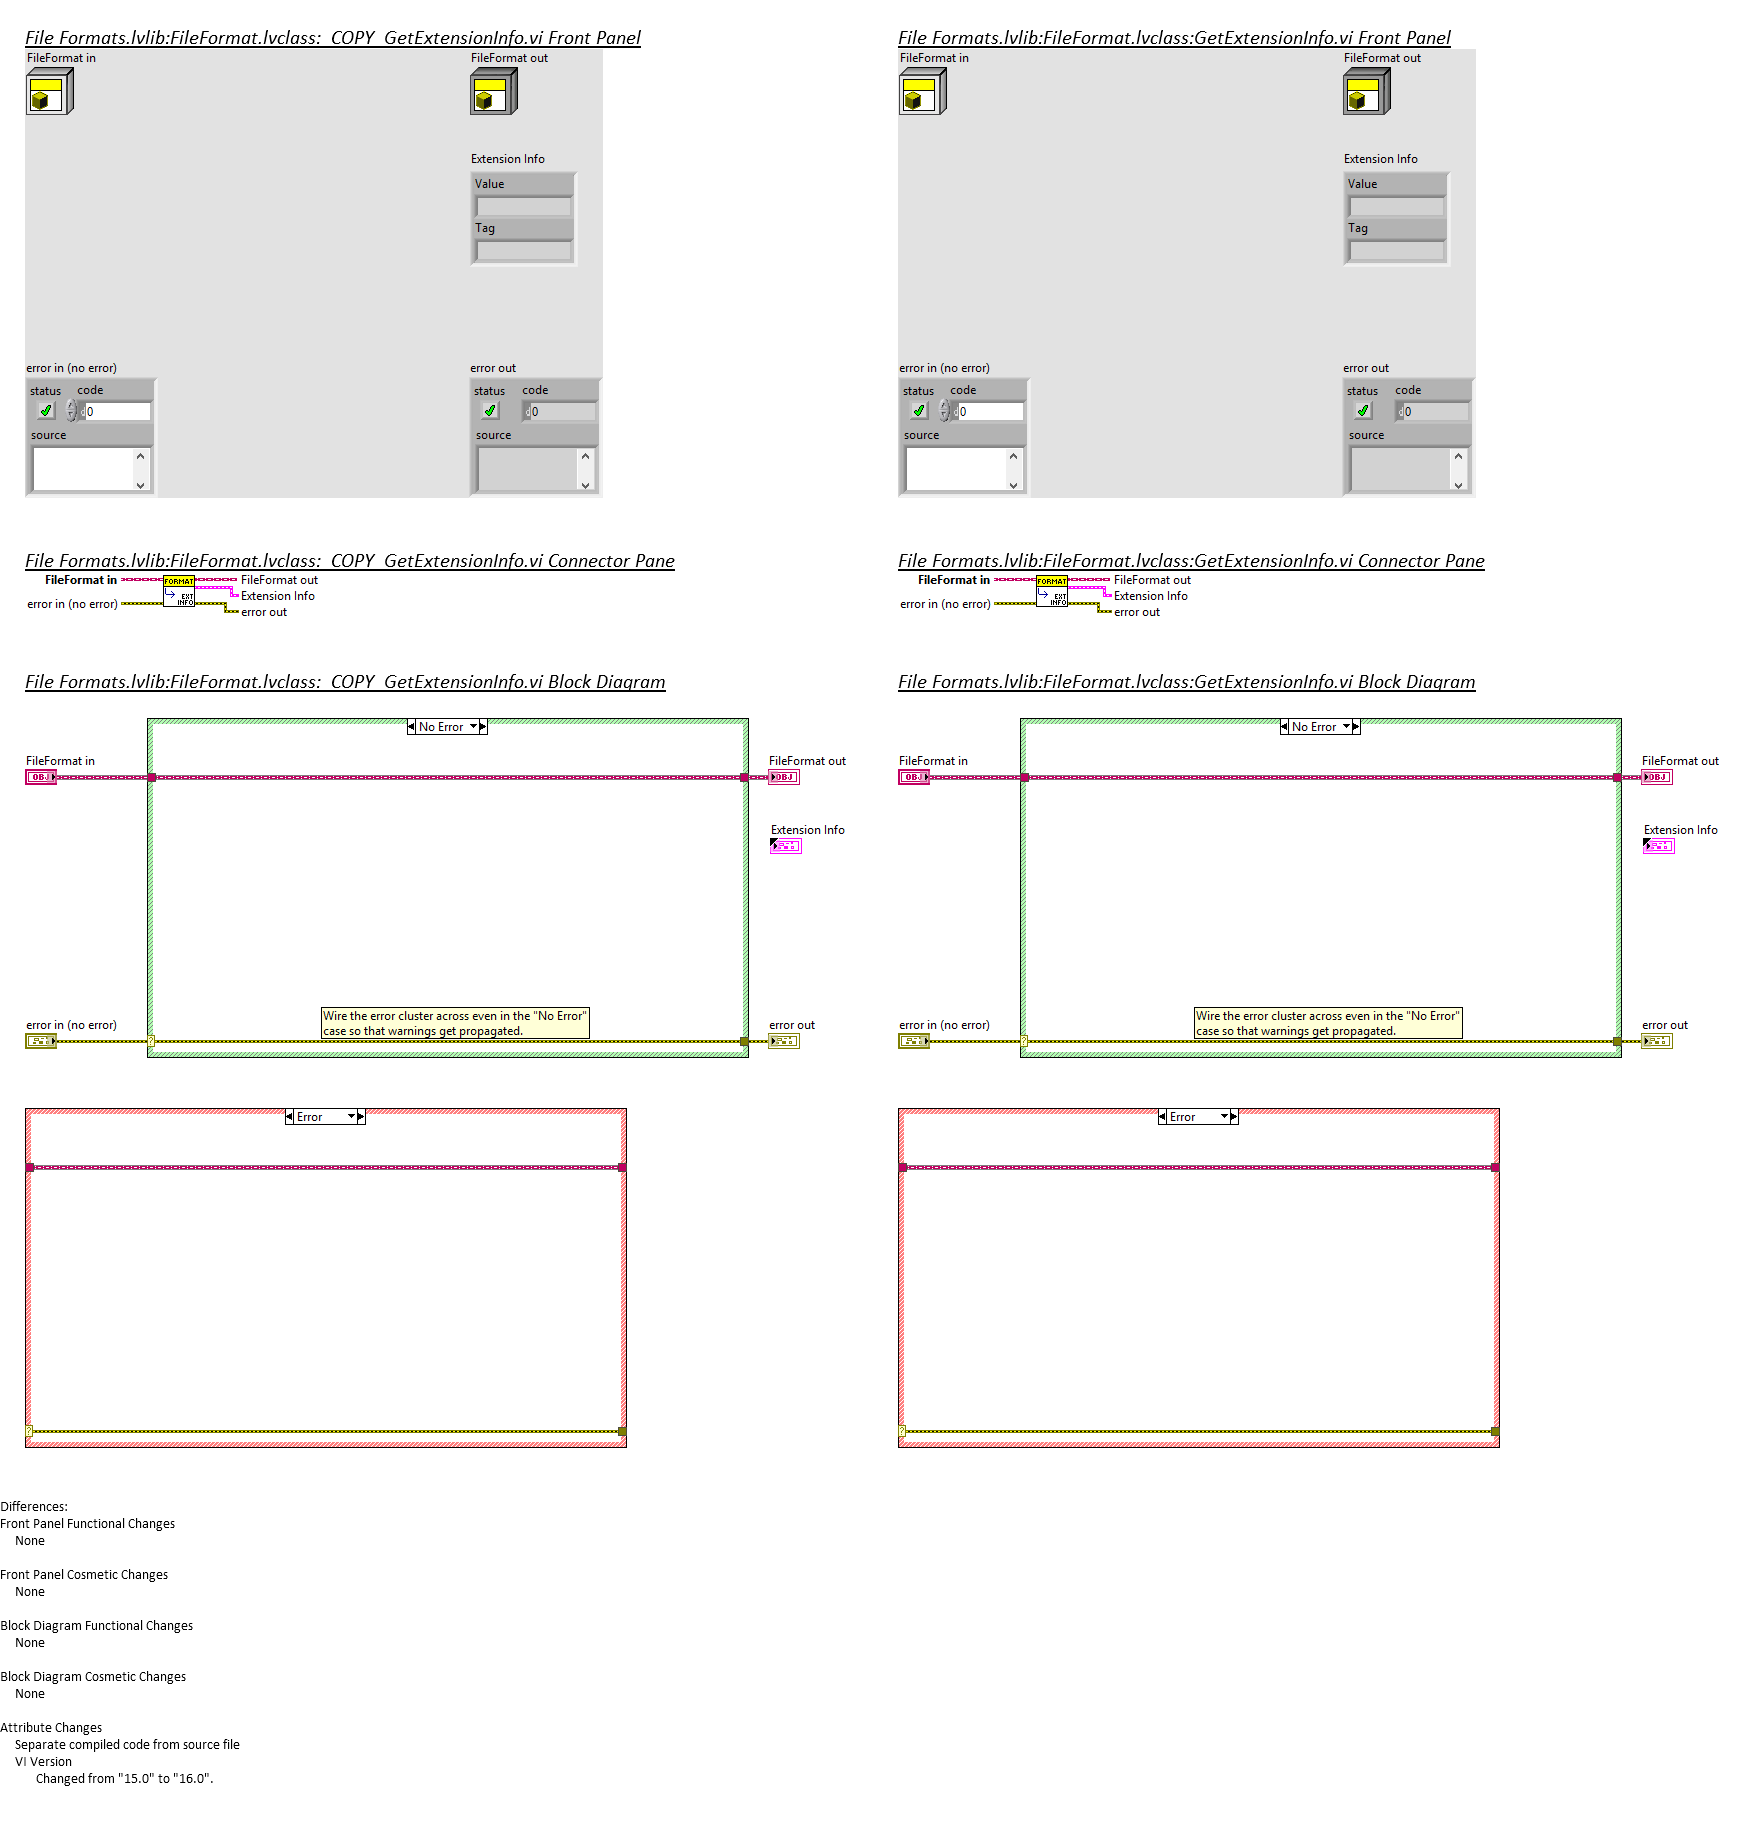 File Formats.lvlib:FileFormat.lvclass:_COPY_GetExtensionInfo.vi Front Panel
FileFormat in
FileFormat out
Extension Info
Value
Tag
error in (no error)
status code
0
source
error out
status code
0
source
File Formats.lvlib:FileFormat.lvclass:GetExtensionInfo.vi Front Panel
FileFormat in
FileFormat out
Extension Info
Value
Tag
error in (no error)
status code
0
source
error out
status code
0
source
File Formats.lvlib:FileFormat.lvclass:_COPY_GetExtensionInfo.vi Connector Pane
FileFormat in
error in (no error)
FORMAT
EXT
INFO
FileFormat out
Extension Info
error out
File Formats.lvlib:FileFormat.lvclass:GetExtensionInfo.vi Connector Pane
FileFormat in
error in (no error)
FORMAT
EXT
INFO
FileFormat out
Extension Info
error out
File Formats.lvlib:FileFormat.lvclass:_COPY_GetExtensionInfo.vi Block Diagram
No Error
FileFormat in
OBJ
FileFormat out
OBJ
Extension Info
Wire the error cluster across even in the "No Error"
case so that warnings get propagated.
error in (no error)
?
error out
Error
?
File Formats.lvlib:FileFormat.lvclass:GetExtensionInfo.vi Block Diagram
No Error
FileFormat in
OBJ
FileFormat out
OBJ
Extension Info
Wire the error cluster across even in the "No Error"
case so that warnings get propagated.
error in (no error)
?
error out
Error
?
Differences:
Front Panel Functional Changes
None
Front Panel Cosmetic Changes
None
Block Diagram Functional Changes
None
Block Diagram Cosmetic Changes
None
Attribute Changes
Separate compiled code from source file
VI Version
Changed from "15.0" to "16.0".